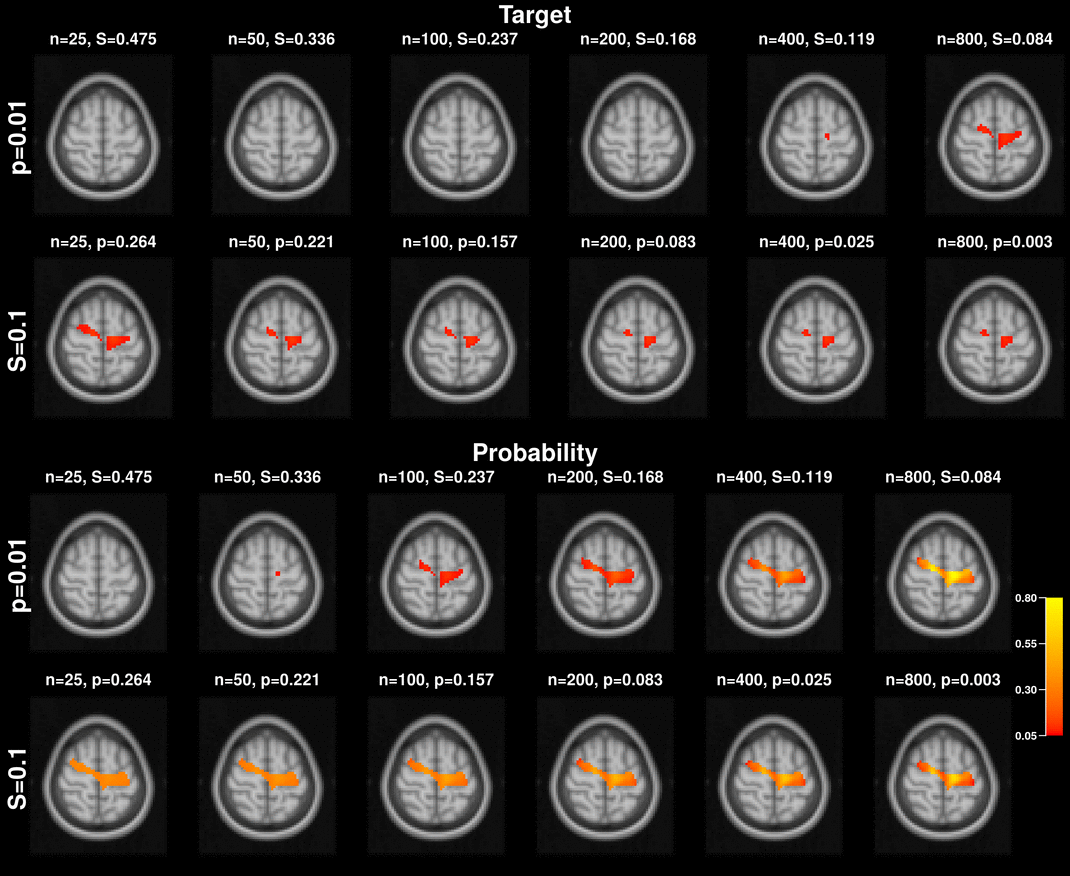 Target
n=25, S=0.475 n=50, S=0.336 n=100, S=0.237 n=200, S=0.168 n=400, S=0.119 n=800, S=0.084
p=0.01
n=25, p=0.264 n=50, p=0.221 n=100, p=0.157 n=200, p=0.083 n=400, p=0.025 n=800, p=0.003
S=0.1
Probability
n=25, S=0.475 n=50, S=0.336 n=100, S=0.237 n=200, S=0.168 n=400, S=0.119 n=800, S=0.084
p=0.01
0.80
0.55
0.30
0.05
n=25, p=0.264 n=50, p=0.221 n=100, p=0.157 n=200, p=0.083 n=400, p=0.025 n=800, p=0.003
S=0.1